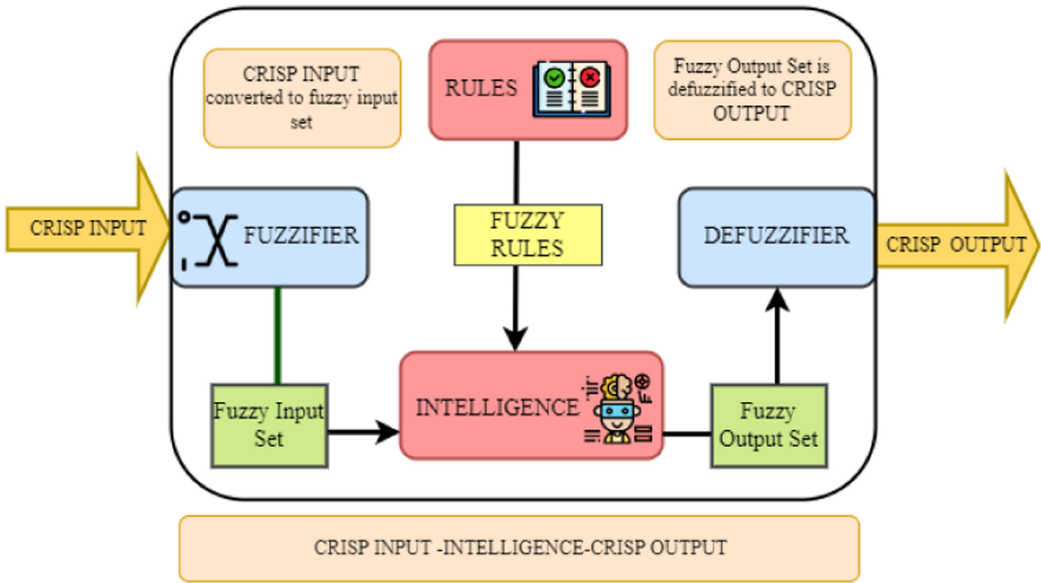 CRISP INPUT
converted to fuzzy input
set
RULES
Fuzzy Output Set is
defuzzified to CRISP
OUTPUT
CRISP INPUT
FUZZIFIER
FUZZY
RULES
DEFUZZIFIER
CRISP OUTPUT
Fuzzy Input
Set
INTELLIGENCE
Fuzzy
Output Set
CRISP INPUT -INTELLIGENCE-CRISP OUTPUT